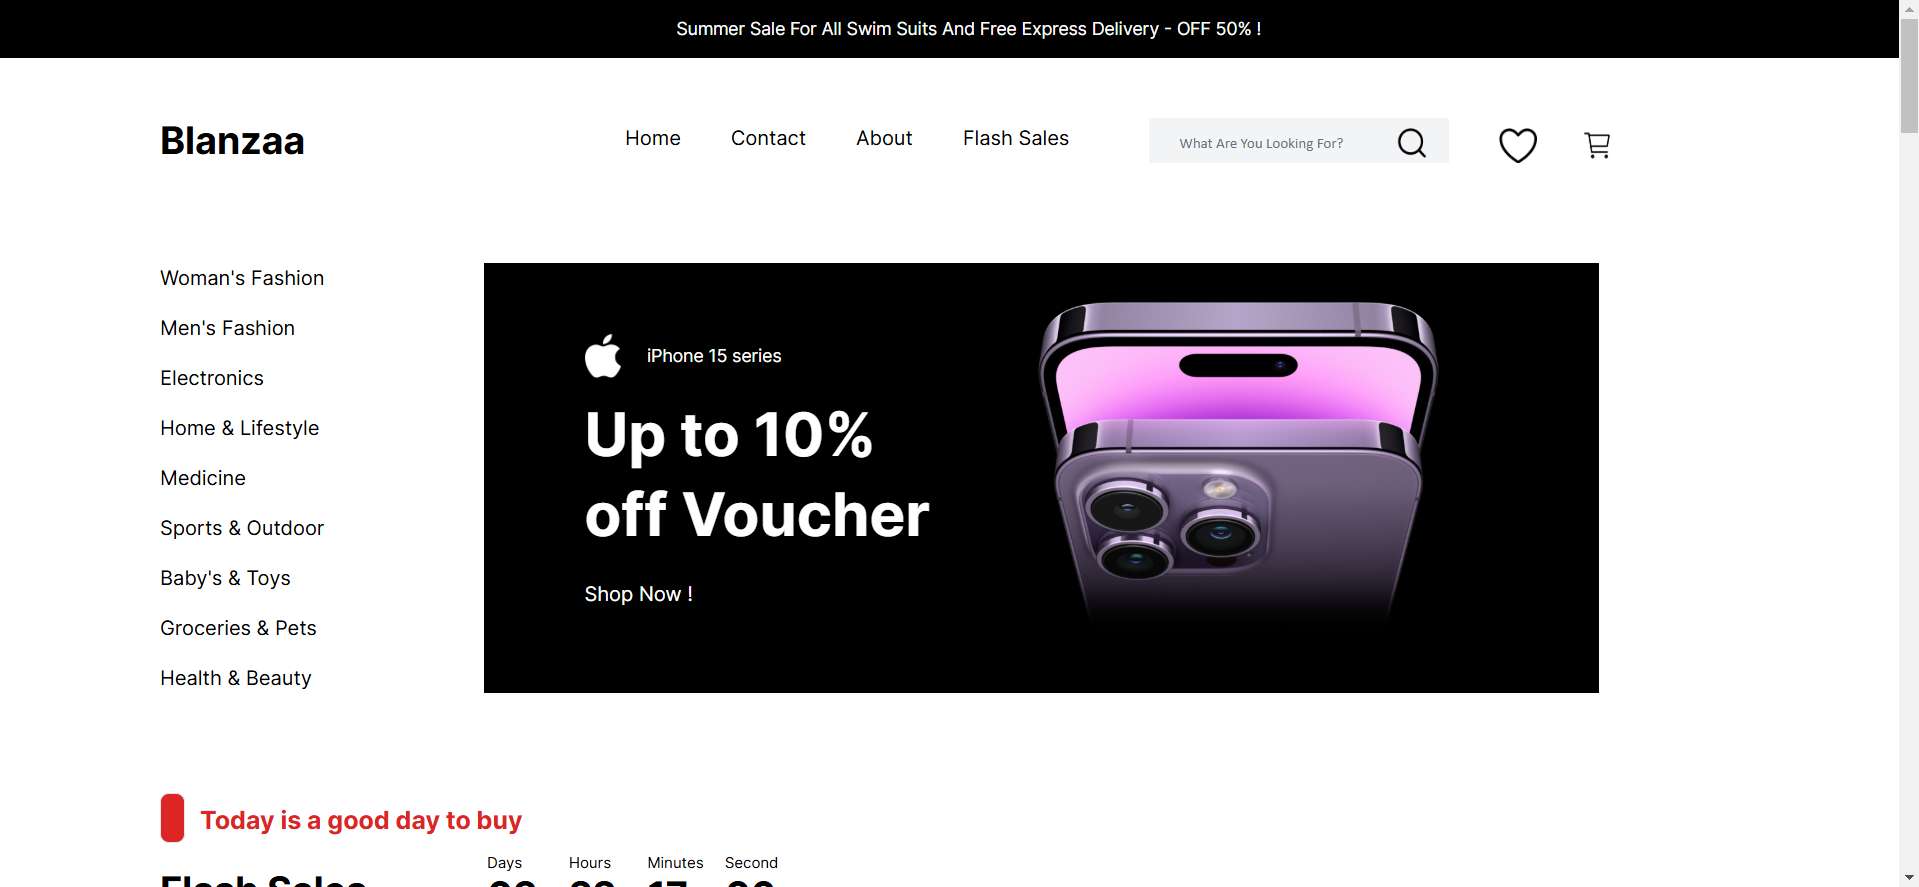 Summer Sale For All Swim Suits And Free Express Delivery - OFF 50% !
Blanzaa
Home
Contact
About
Flash Sales
What Are You Looking For?
Woman's Fashion
Men's Fashion
Electronics
Home & Lifestyle
Medicine
Sports & Outdoor
Baby's & Toys
Groceries & Pets
Health & Beauty
iPhone 15 series
Up to 10%
off Voucher
Shop Now !
Today is a good day to buy
Flash Sales
Days
Hours
Minutes
Second